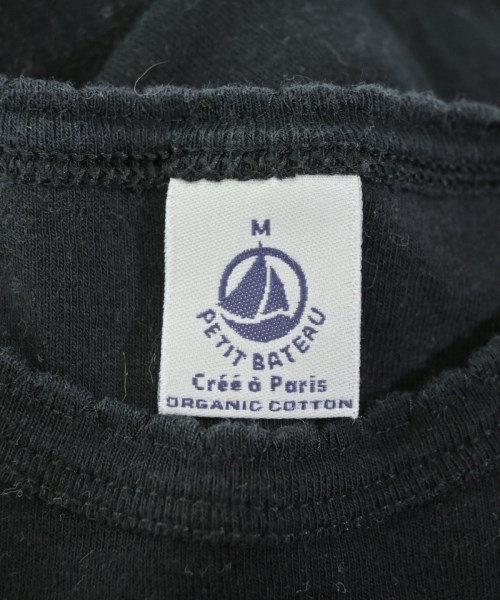 M
PETIT BATEAU
Créé à Paris
ORGANIC COTTON